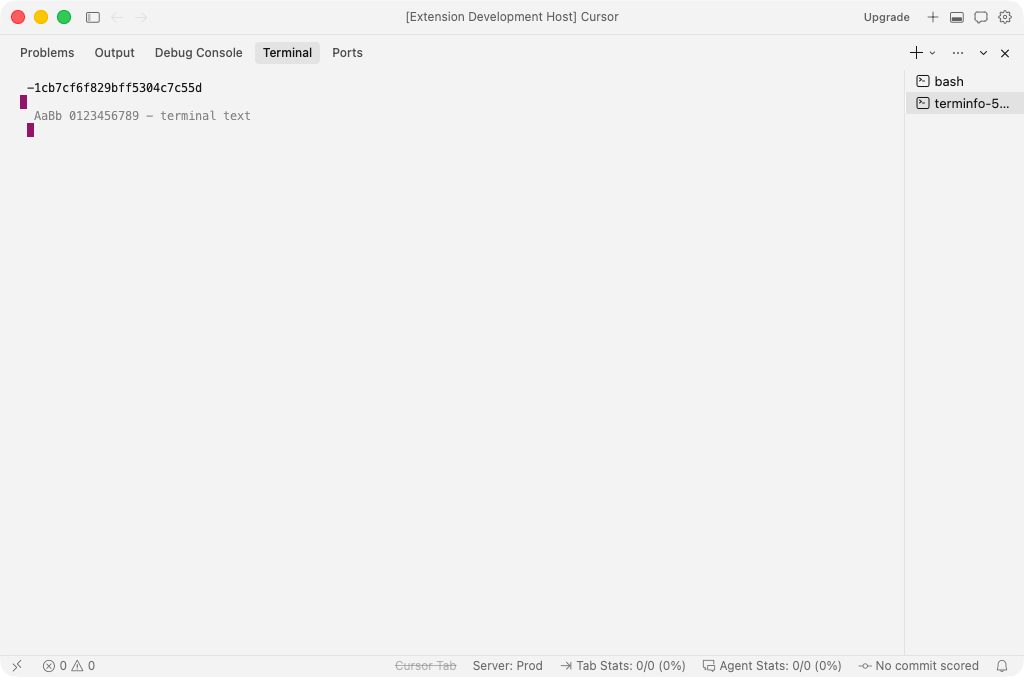 [Extension Development Host] Cursor
Upgrade
Problems Output Debug Console Terminal Ports
−1cb7cf6f829bff5304c7c55d
AaBb 0123456789 − terminal text
bash
terminfo-5...
0 0 Cursor Tab Server: Prod Tab Stats: 0/0 (0%) Agent Stats: 0/0 (0%) No commit scored